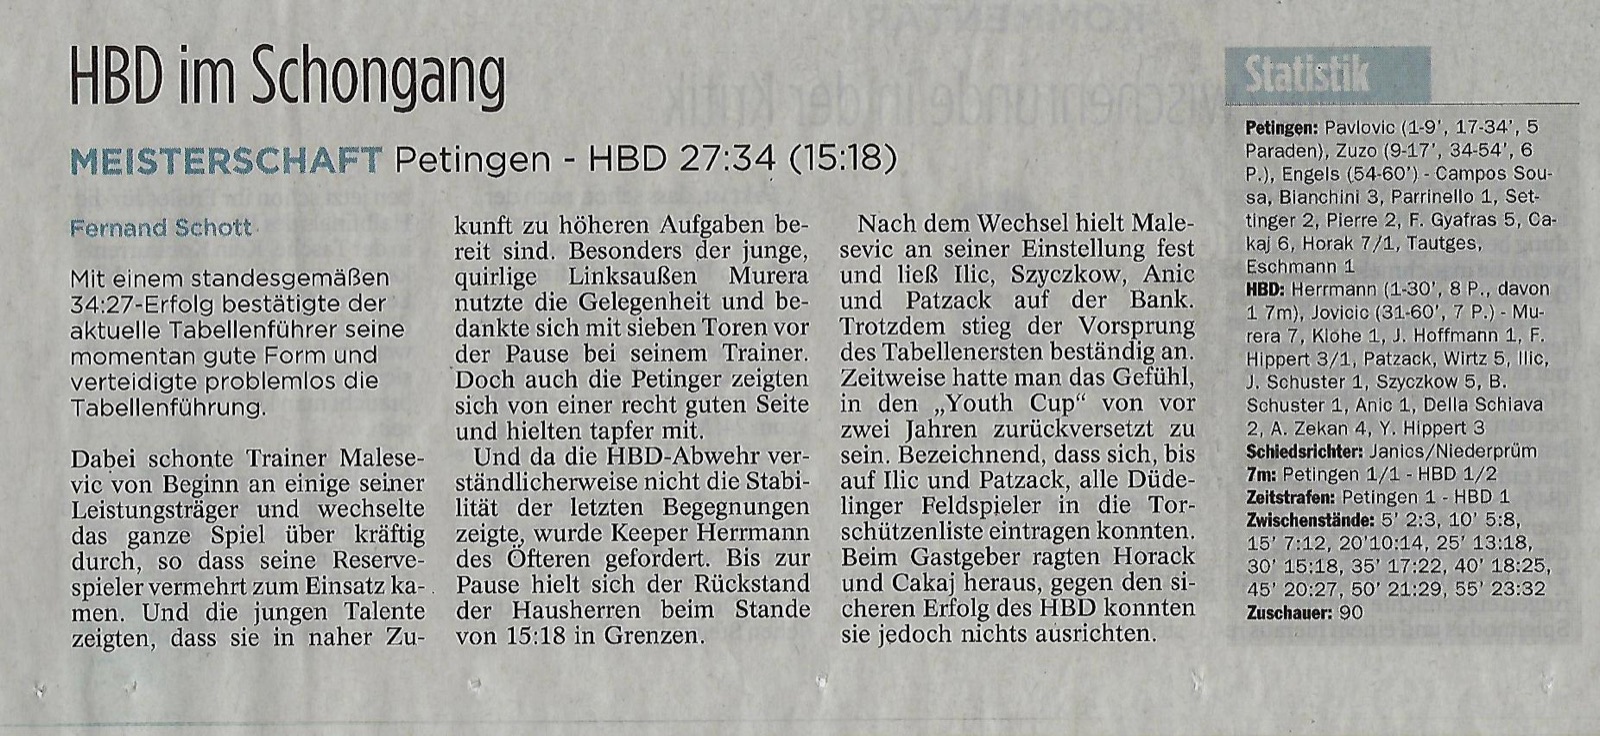 HBD im Schongang
MEISTERSCHAFT Petingen - HBD 27:34 (15:18)
Fernand Schott
Mit einem standesgemäßen
34:27-Erfolg bestätigte der
aktuelle Tabellenführer seine
momentan gute Form und
verteidigte problemlos die
Tabellenführung.
Dabei schonte Trainer Malese-
vic von Beginn an einige seiner
Leistungsträger und wechselte
das ganze Spiel über kräftig
durch, so dass seine Reserve-
spieler vermehrt zum Einsatz ka-
men. Und die jungen Talente
zeigten, dass sie in naher Zu-
kunft zu höheren Aufgaben be-
reit sind. Besonders der junge,
quirlige Linksaußen Murera
nutzte die Gelegenheit und be-
dankte sich mit sieben Toren vor
der Pause bei seinem Trainer.
Doch auch die Petinger zeigten
sich von einer recht guten Seite
und hielten tapfer mit.
Und da die HBD-Abwehr ver-
ständlicherweise nicht die Stabi-
lität der letzten Begegnungen
zeigte, wurde Keeper Herrmann
des Öfteren gefordert. Bis zur
Pause hielt sich der Rückstand
der Hausherren beim Stande
von 15:18 in Grenzen.
Nach dem Wechsel hielt Male-
sevic an seiner Einstellung fest
und ließ Ilic, Szyczkow, Anic
und Patzack auf der Bank.
Trotzdem stieg der Vorsprung
des Tabellenersten beständig an.
Zeitweise hatte man das Gefühl,
in den „Youth Cup“ von vor
zwei Jahren zurückversetzt zu
sein. Bezeichnend, dass sich, bis
auf Ilic und Patzack, alle Düde-
linger Feldspieler in die Tor-
schützenliste eintragen konnten.
Beim Gastgeber ragten Horack
und Cakaj heraus, gegen den si-
cheren Erfolg des HBD konnten
sie jedoch nichts ausrichten.
Statistik
Petingen: Pavlovic (1-9’, 17-34’, 5
Paraden), Zuzo (9-17’, 34-54’, 6
P.), Engels (54-60’) - Campos Sou-
sa, Bianchini 3, Parrinello 1, Set-
tinger 2, Pierre 2, F. Gyafras 5, Ca-
kaj 6, Horak 7/1, Tautges,
Eschmann 1
HBD: Herrmann (1-30’, 8 P., davon
1 7m), Jovicic (31-60’, 7 P.) - Mu-
rera 7, Klohe 1, J. Hoffmann 1, F.
Hippert 3/1, Patzack, Wirtz 5, Ilic,
J. Schuster 1, Szyczkow 5, B.
Schuster 1, Anic 1, Della Schiava
2, A. Zekan 4, Y. Hippert 3
Schiedsrichter: Janics/Niederprüm
7m: Petingen 1/1 - HBD 1/2
Zeitstrafen: Petingen 1 - HBD 1
Zwischenstände: 5’ 2:3, 10’ 5:8,
15’ 7:12, 20’10:14, 25’ 13:18,
30’ 15:18, 35’ 17:22, 40’ 18:25,
45’ 20:27, 50’ 21:29, 55’ 23:32
Zuschauer: 90